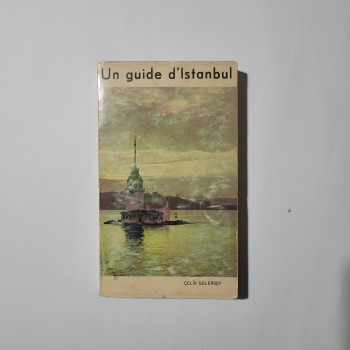 Un guide d'Istanbul
ÇELİK GÜLERSOY